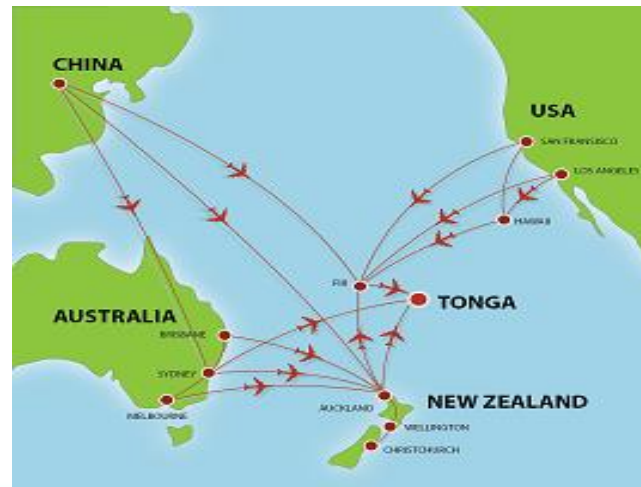 CHINA
USA
SAN FRANSISCO
LOS ANGELES
HAWAII
FIJI
TONGA
AUSTRALIA
BRISBANE
SYDNEY
MELBOURNE
AUCKLAND
NEW ZEALAND
WELLINGTON
CHRISTCHURCH